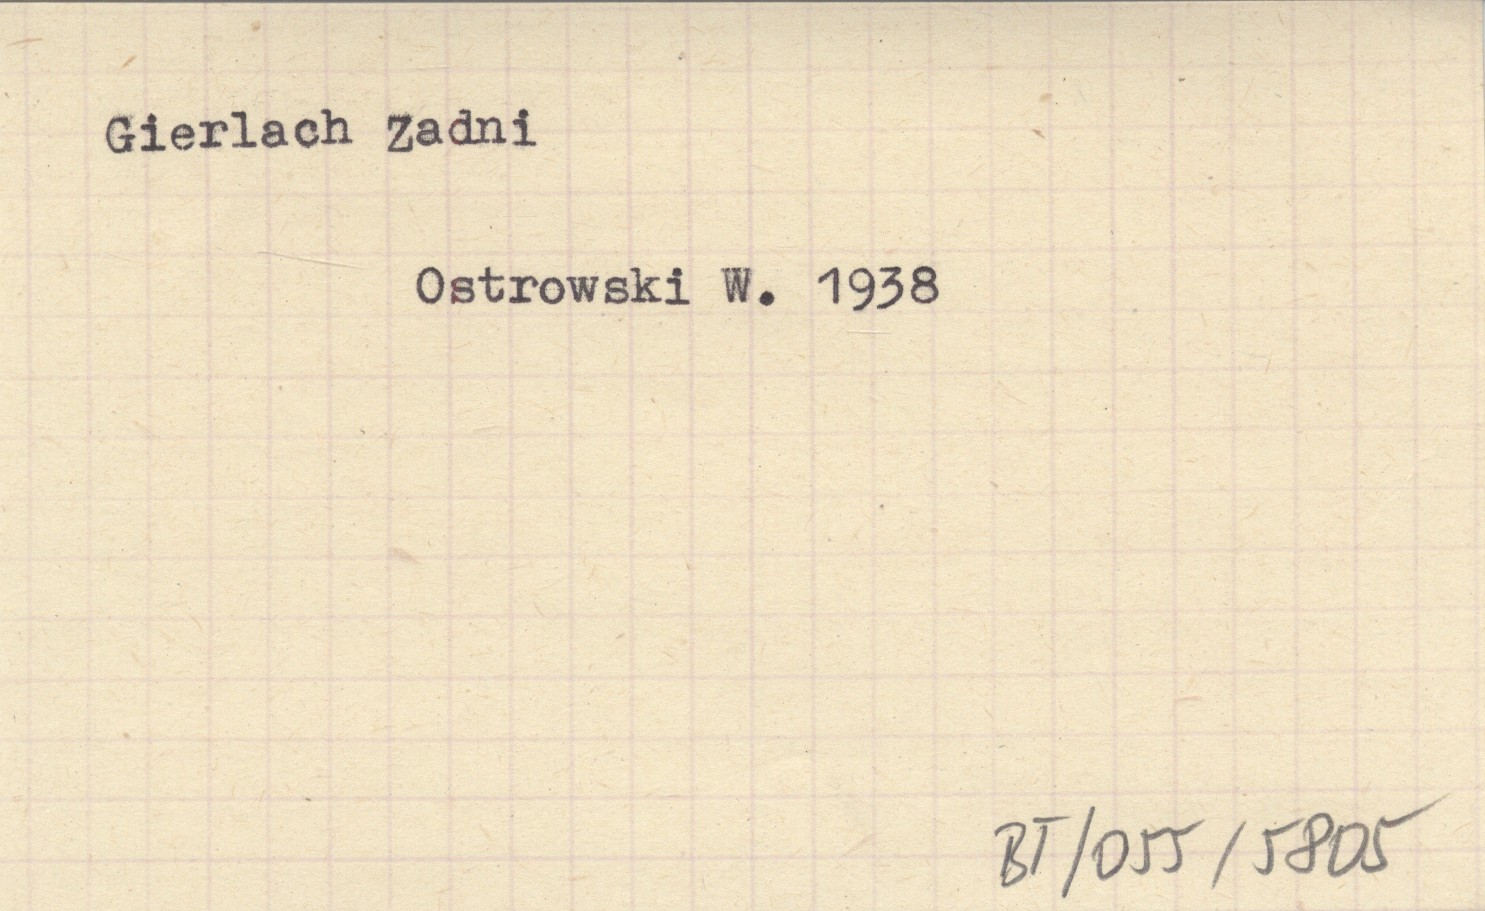 Gierlach Zadni
Ostrowski W. 1938
BT/055/5805